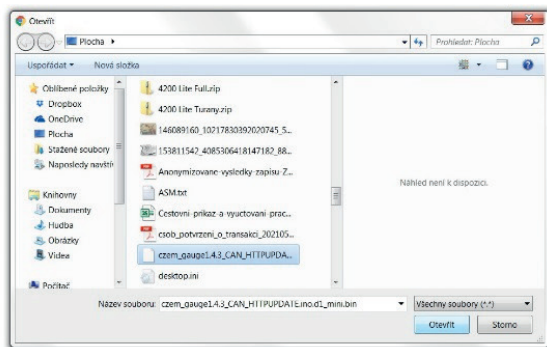 Otevřít
Plocha
Prohledat: Plocha
Uspořádat
Nová složka
Oblíbené položky
Dropbox
OneDrive
Plocha
Stažené soubory
Naposledy navští
Knihovny
Dokumenty
Hudba
Obrázky
Videa
Počítač
4200 Lite Full.zip
4200 Lite Turany.zip
146089160_10217830392020745_5...
153811542_4085306418147182_88...
Anonymizovane-vysledky zapisu Z...
ASM.txt
Cestovni-prikaz-a-vyuctovani-prac...
csob_potvrzeni_o_transakci_202105...
czem_gauge1.4.3_CAN_HTTPUPDA...
desktop.ini
Náhled není k dispozici.
Název souboru: czem_gauge1.4.3_CAN_HTTPUPDATE.ino.d1_mini.bin
Všechny soubory (*.*)
Otevřít
Storno